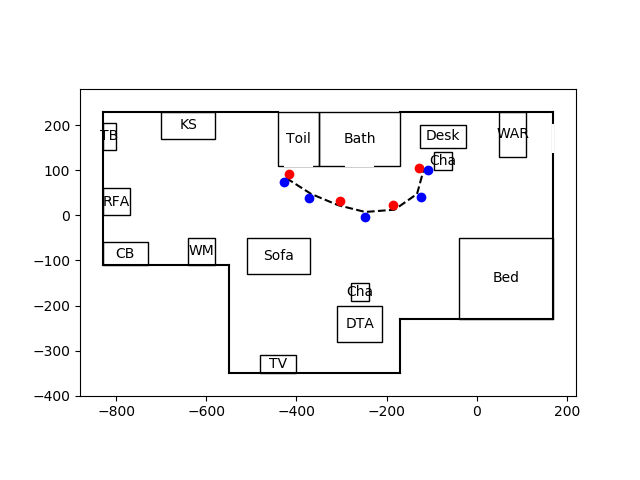 200
100
0
−100
−200
−300
−400
−800
−600
−400
−200
0
200
TB
KS
Toil
Bath
Desk
WAR
Cha
RFA
CB
WM
Sofa
Bed
Cha
DTA
TV